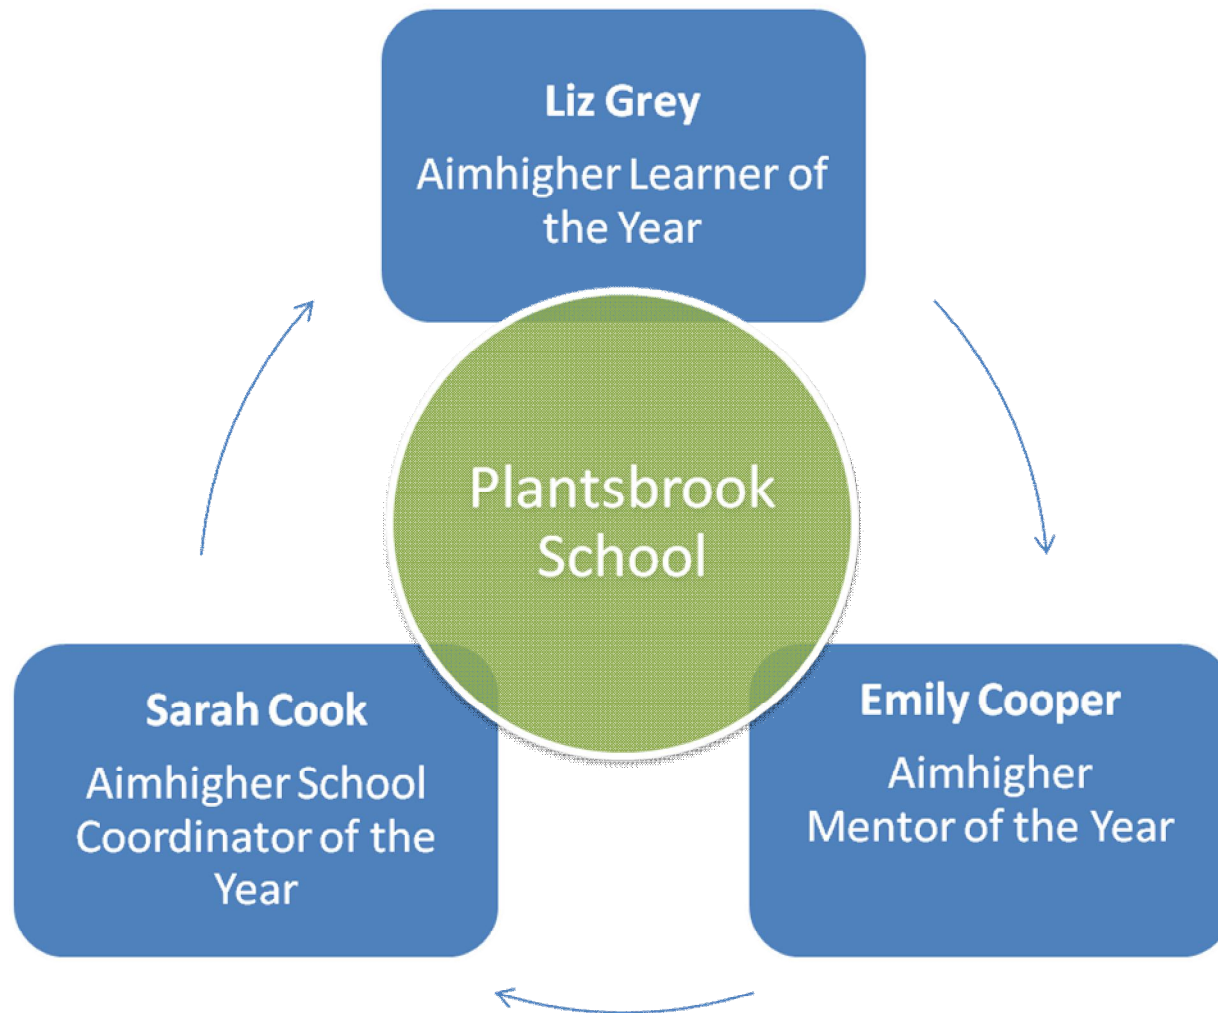 Liz Grey
Aimhigher Learner of
the Year
Plantsbrook
School
Sarah Cook
Aimhigher School
Coordinator of the
Year
Emily Cooper
Aimhigher
Mentor of the Year